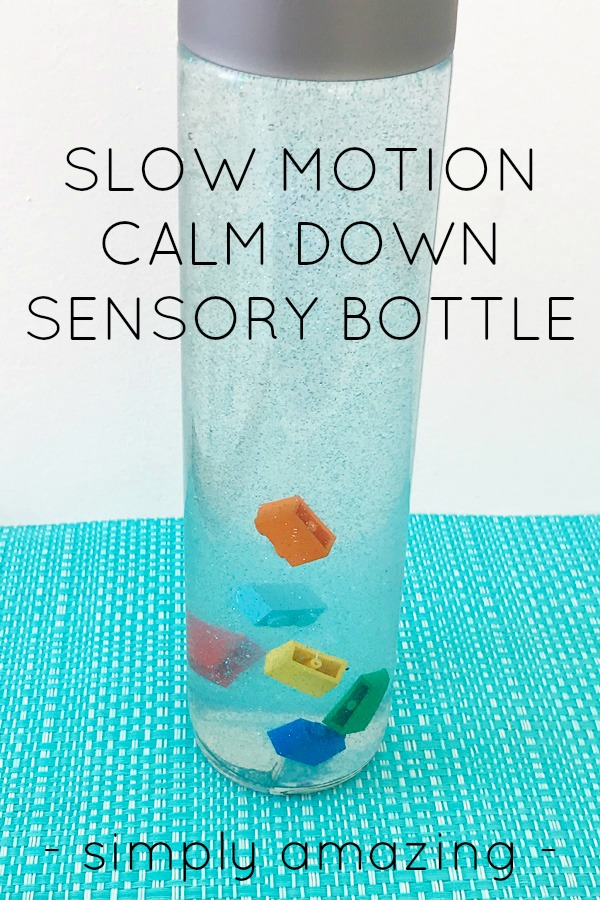 SLOW MOTION
CALM DOWN
SENSORY BOTTLE
- simply amazing -